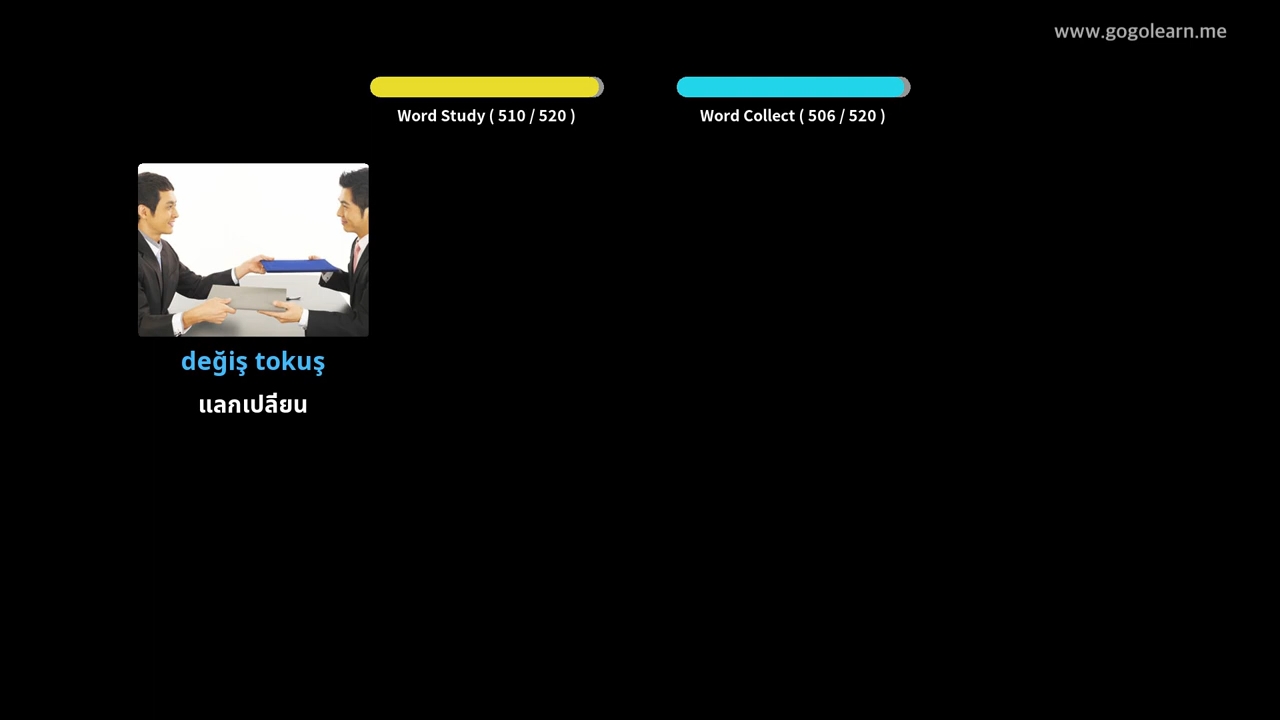 www.gogolearn.me
Word Study ( 510 / 520 )
Word Collect ( 506 / 520 )
değiş tokuş
แลกเปลี่ยน